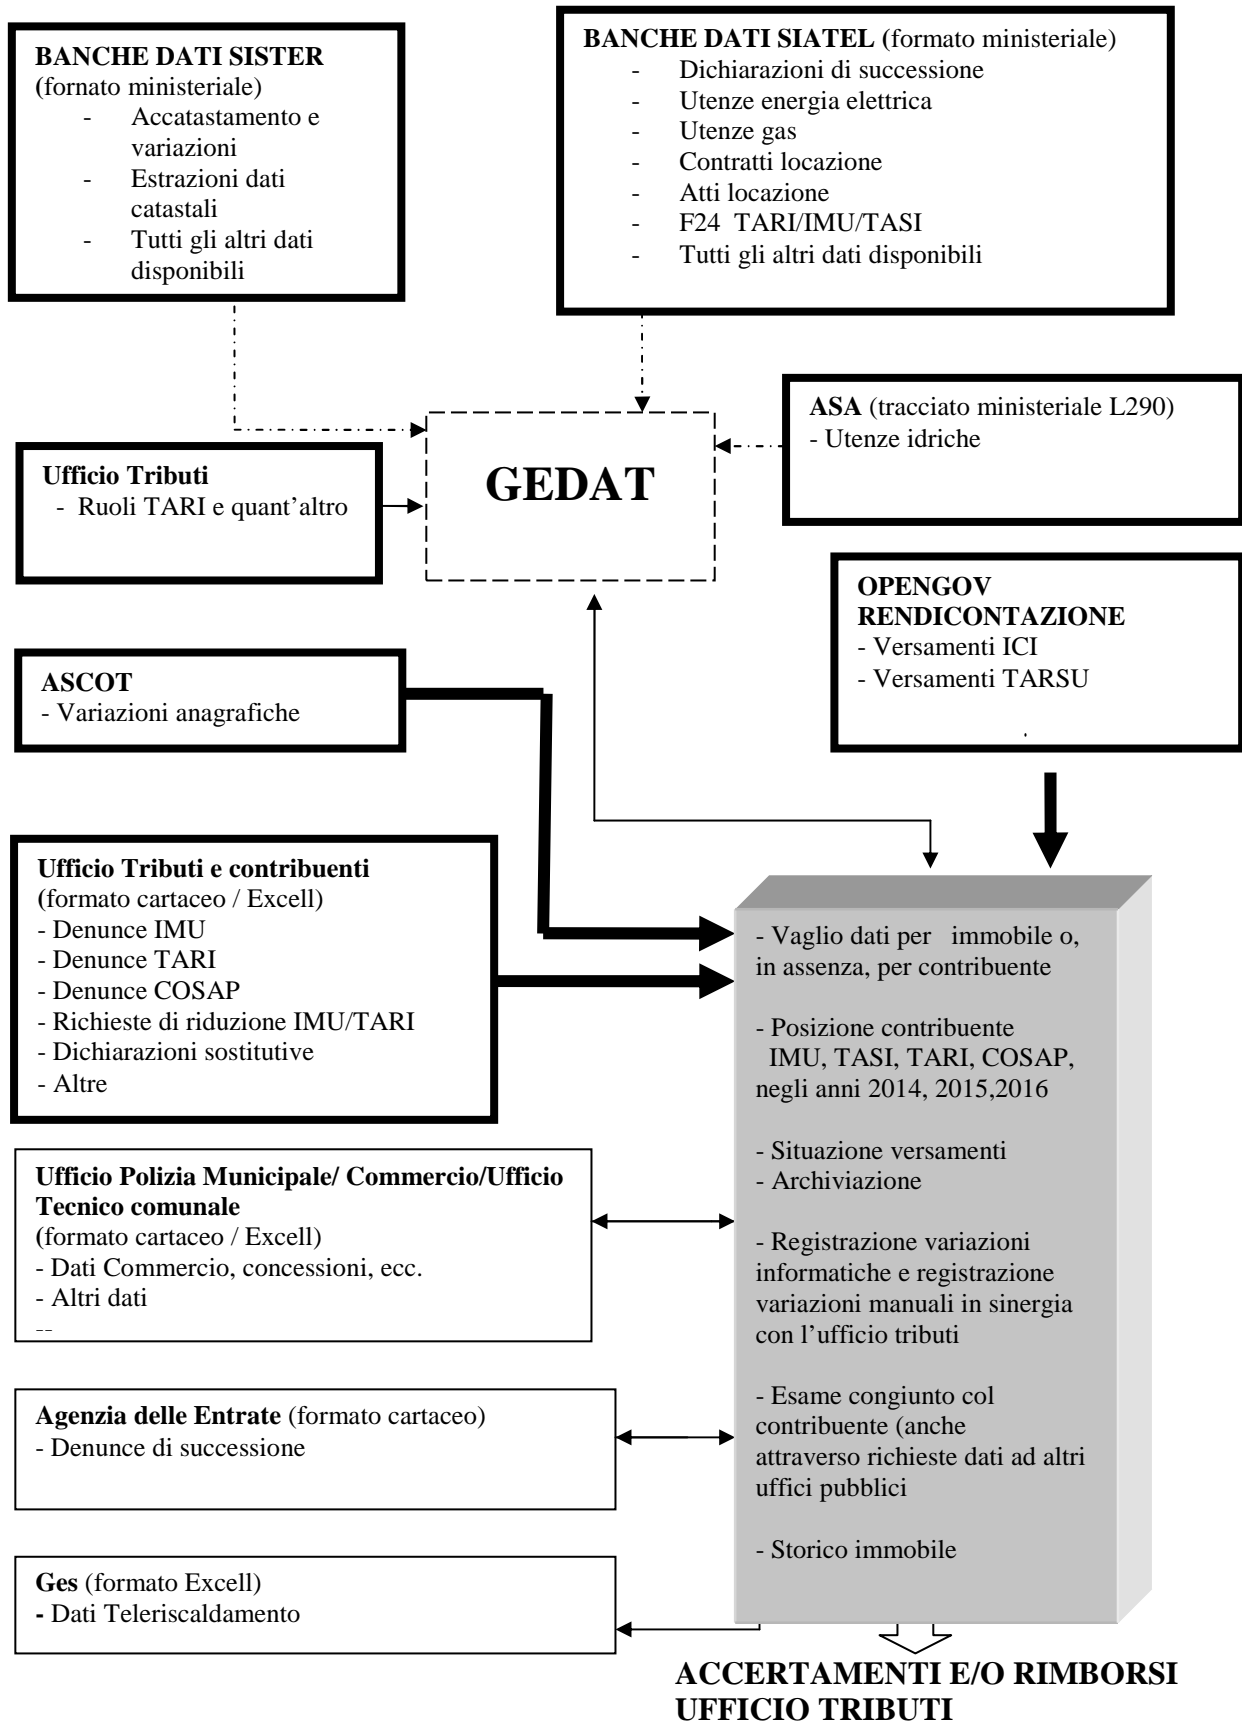 BANCHE DATI SISTER
(fornato ministeriale)
- Accatastamento e
variazioni
- Estrazioni dati
catastali
- Tutti gli altri dati
disponibili
BANCHE DATI SIATEL (formato ministeriale)
- Dichiarazioni di successione
- Utenze energia elettrica
- Utenze gas
- Contratti locazione
- Atti locazione
- F24 TARI/IMU/TASI
- Tutti gli altri dati disponibili
ASA (tracciato ministeriale L290)
- Utenze idriche
Ufficio Tributi
- Ruoli TARI e quant’altro
GEDAT
OPENGOV
RENDICONTAZIONE
- Versamenti ICI
- Versamenti TARSU
ASCOT
- Variazioni anagrafiche
Ufficio Tributi e contribuenti
(formato cartaceo / Excell)
- Denunce IMU
- Denunce TARI
- Denunce COSAP
- Richieste di riduzione IMU/TARI
- Dichiarazioni sostitutive
- Altre
Ufficio Polizia Municipale/ Commercio/Ufficio
Tecnico comunale
(formato cartaceo / Excell)
- Dati Commercio, concessioni, ecc.
- Altri dati
--
Agenzia delle Entrate (formato cartaceo)
- Denunce di successione
Ges (formato Excell)
- Dati Teleriscaldamento
- Vaglio dati per immobile o,
in assenza, per contribuente
- Posizione contribuente
IMU, TASI, TARI, COSAP,
negli anni 2014, 2015,2016
- Situazione versamenti
- Archiviazione
- Registrazione variazioni
informatiche e registrazione
variazioni manuali in sinergia
con l’ufficio tributi
- Esame congiunto col
contribuente (anche
attraverso richieste dati ad altri
uffici pubblici
- Storico immobile
ACCERTAMENTI E/O RIMBORSI
UFFICIO TRIBUTI